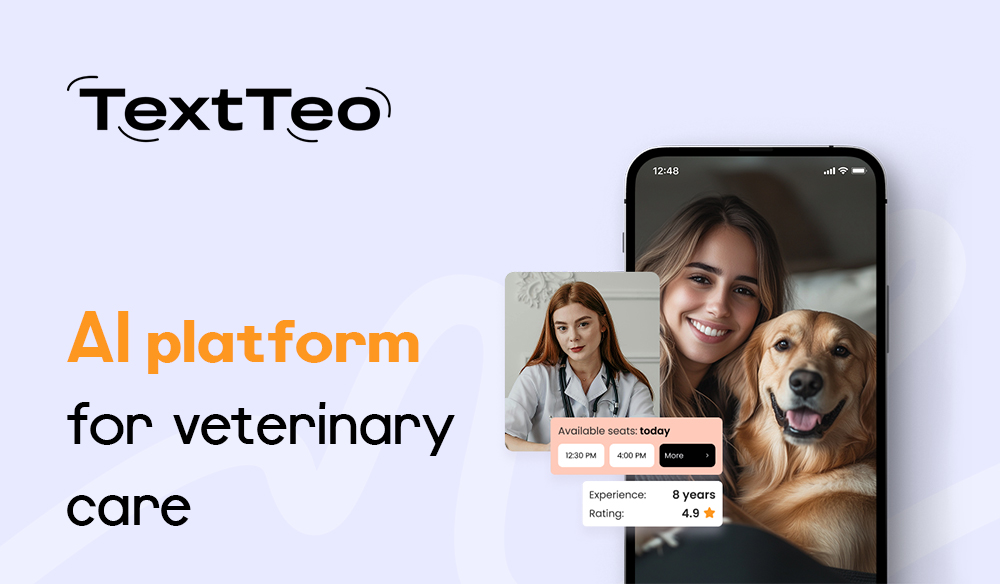 TextTeo
AI platform
for veterinary
care
12:48
Available seats: today
12:30 PM 4:00 PM More >
Experience: 8 years
Rating: 4.9